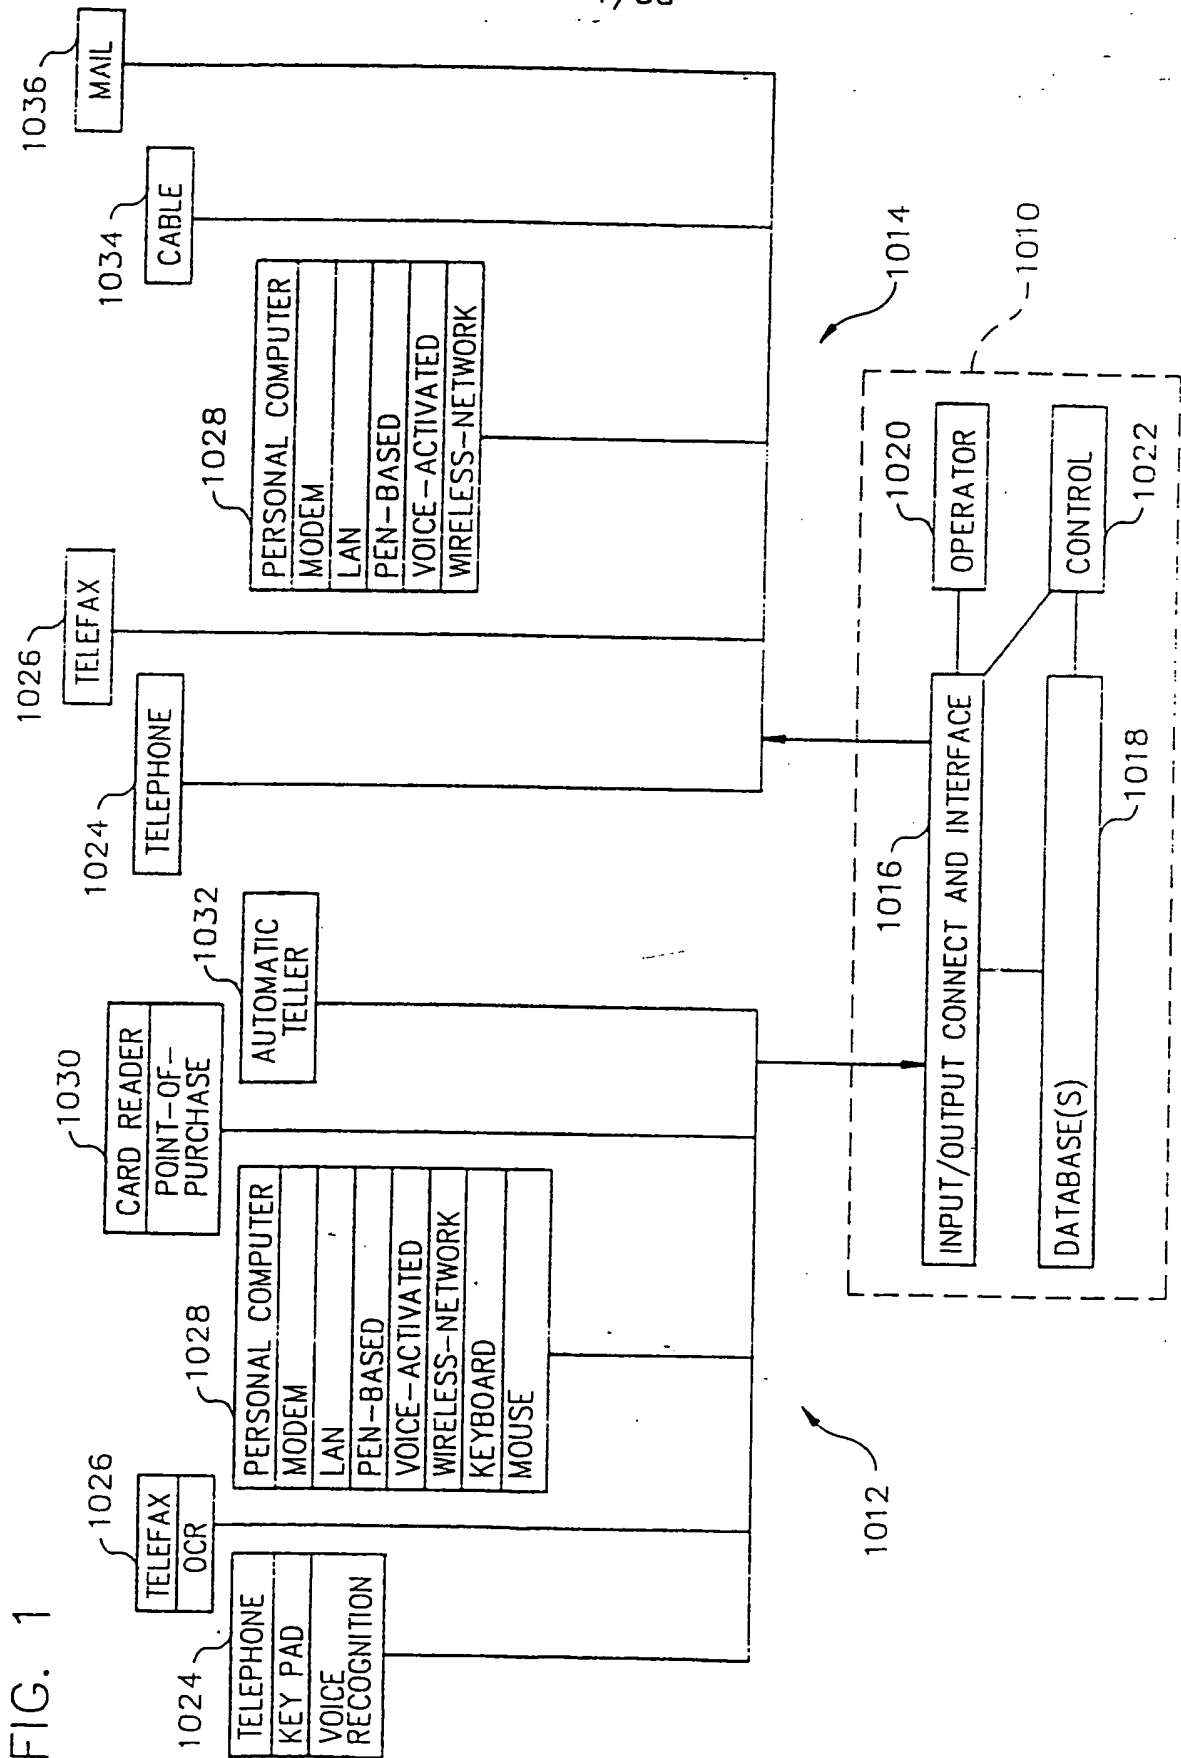 FIG. 1
1024
TELEPHONE
KEY PAD
VOICE
RECOGNITION
1026
TELEFAX
OCR
1028
PERSONAL COMPUTER
MODEM
LAN
PEN-BASED
VOICE-ACTIVATED
WIRELESS-NETWORK
KEYBOARD
MOUSE
1030
CARD READER
POINT-OF-
PURCHASE
1032
AUTOMATIC
TELLER
1024
TELEPHONE
1026
TELEFAX
1028
PERSONAL COMPUTER
MODEM
LAN
PEN-BASED
VOICE-ACTIVATED
WIRELESS-NETWORK
1034
CABLE
1036
MAIL
1012
1014
1010
1016
INPUT/OUTPUT CONNECT AND INTERFACE
1020
OPERATOR
DATABASE(S)
1018
CONTROL
1022